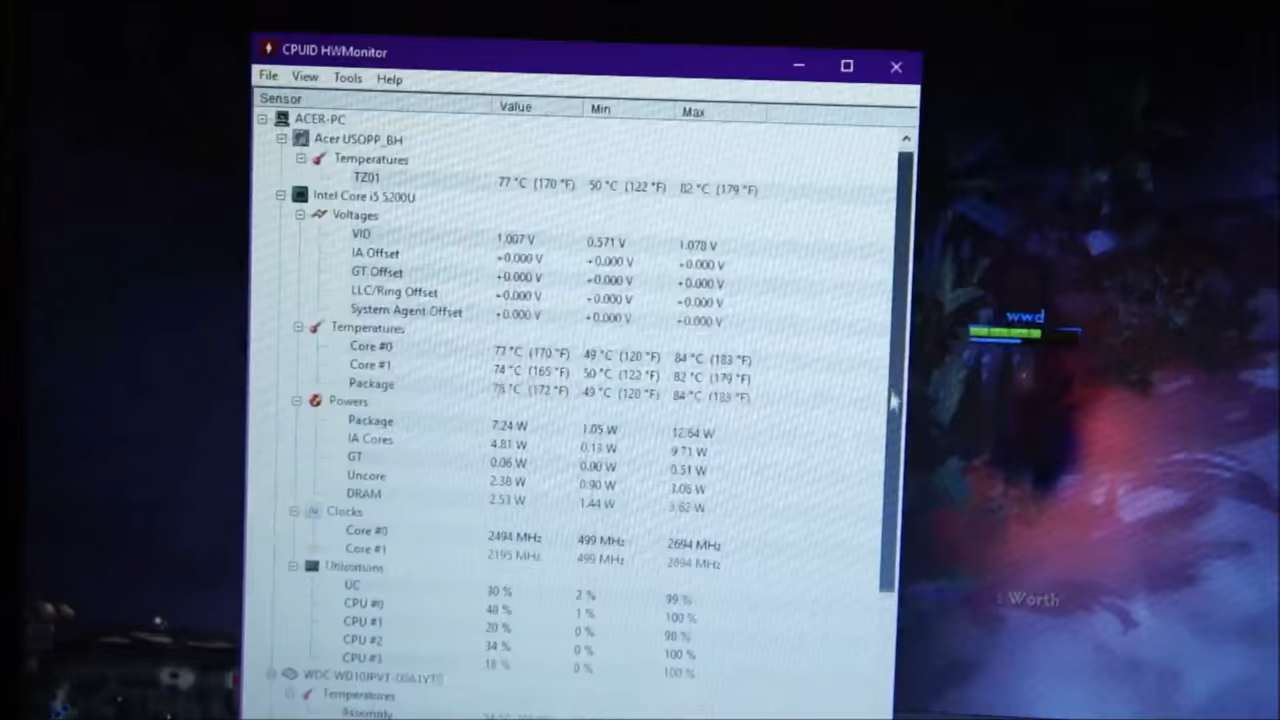 CPUID HWMonitor
File View Tools Help
Sensor Value Min Max
ACER-PC
Acer USOPP_BH
Temperatures
TZ01 77 °C (170 °F) 50 °C (122 °F) 82 °C (179 °F)
Intel Core i5 5200U
Voltages
VID 1.007 V 0.571 V 1.078 V
IA Offset +0.000 V +0.000 V +0.000 V
GT Offset +0.000 V +0.000 V +0.000 V
LLC/Ring Offset +0.000 V +0.000 V +0.000 V
System Agent Offset +0.000 V +0.000 V +0.000 V
Temperatures
Core #0 77 °C (170 °F) 49 °C (120 °F) 84 °C (183 °F)
Core #1 74 °C (165 °F) 50 °C (122 °F) 82 °C (179 °F)
Package 78 °C (172 °F) 49 °C (120 °F) 84 °C (183 °F)
Powers
Package 7.24 W 1.05 W 12.64 W
IA Cores 4.81 W 0.13 W 9.71 W
GT 0.06 W 0.00 W 0.51 W
Uncore 2.38 W 0.90 W 3.06 W
DRAM 2.53 W 1.44 W 3.62 W
Clocks
Core #0 2494 MHz 499 MHz 2694 MHz
Core #1 2195 MHz 499 MHz 2694 MHz
Utilizations
UC 30 % 2 % 99 %
CPU #0 48 % 1 % 100 %
CPU #1 20 % 0 % 90 %
CPU #2 34 % 0 % 100 %
CPU #3 18 % 0 % 100 %
WDC
Temperatures
Assembly
wwd
Worth